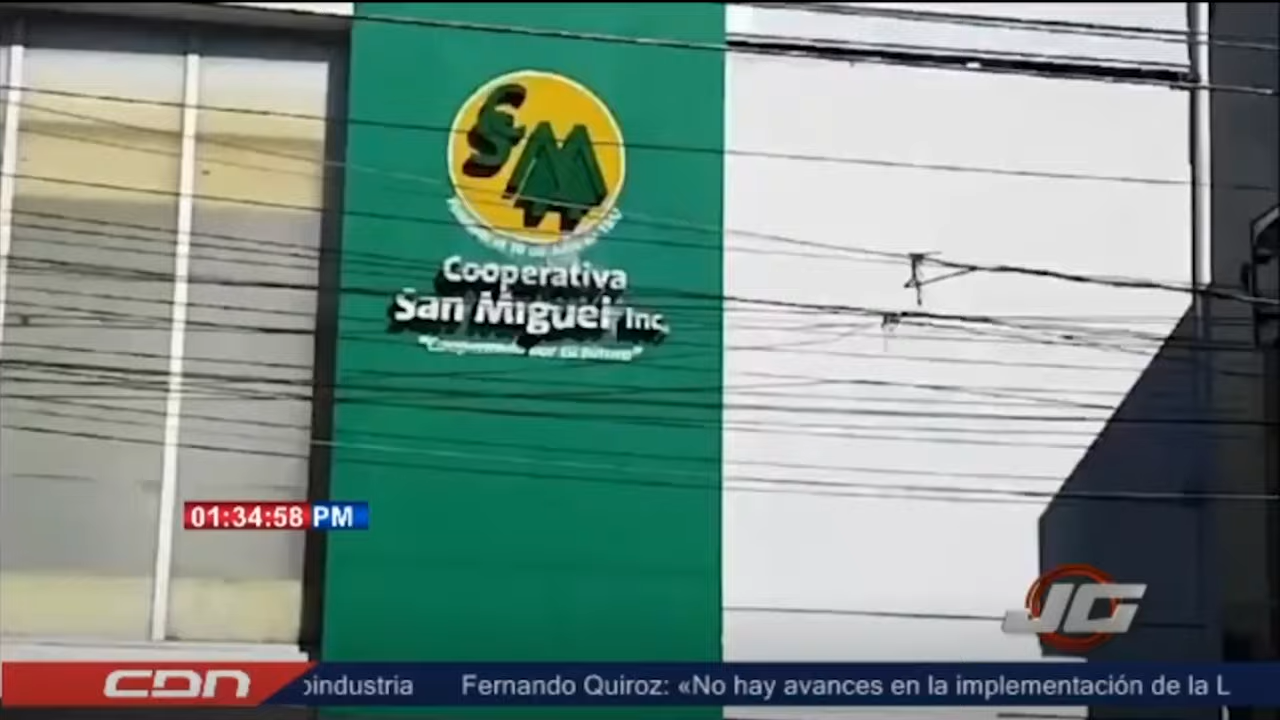 Cooperativa
San Miguel Inc.
01:34:58 PM
JG
CDN
oindustria Fernando Quiroz: «No hay avances en la implementación de la L